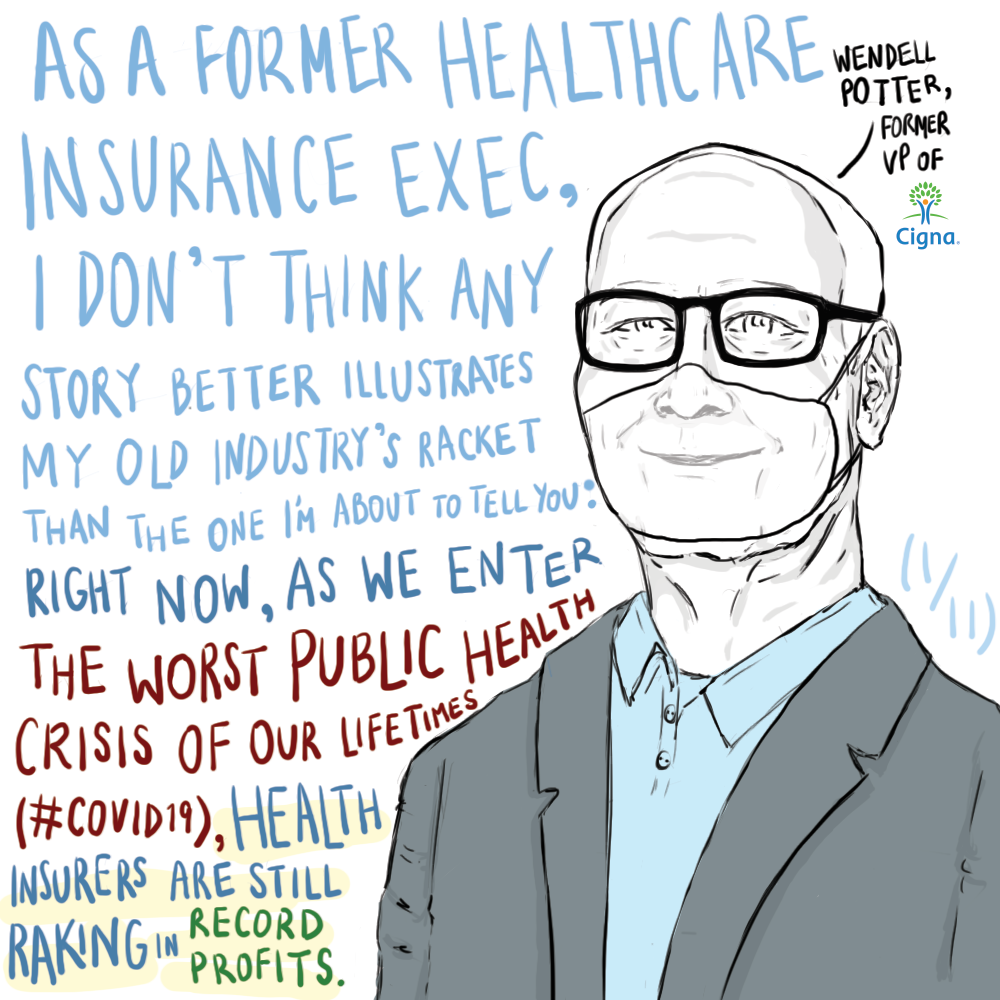 AS A FORMER HEALTHCARE
INSURANCE EXEC,
I DON'T THINK ANY
STORY BETTER ILLUSTRATES
MY OLD INDUSTRY'S RACKET
THAN THE ONE I'M ABOUT TO TELL YOU:
RIGHT NOW, AS WE ENTER
THE WORST PUBLIC HEALTH
CRISIS OF OUR LIFETIMES
(#COVID19), HEALTH
INSURERS ARE STILL
RAKING IN RECORD
PROFITS.
WENDELL
POTTER,
FORMER
VP OF
Cigna®
(1/11)